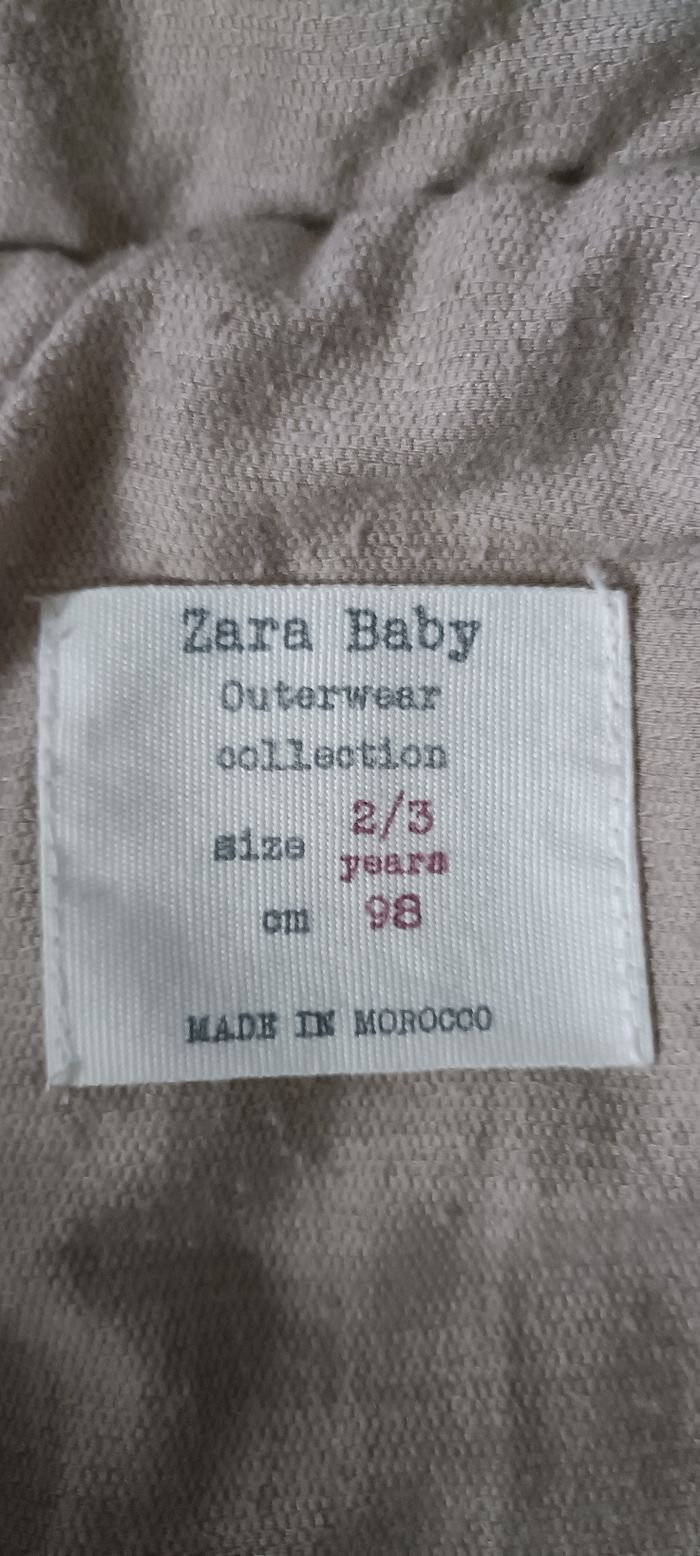 Zara Baby
Outerwear
collection
size 2/3
years
cm 98
MADE IN MOROCCO